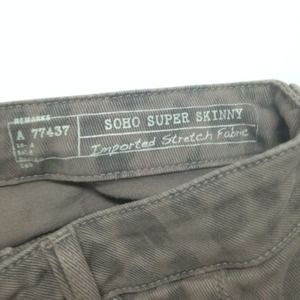 REMARKS
A 77437
SOHO SUPER SKINNY
Imported Stretch Fabric